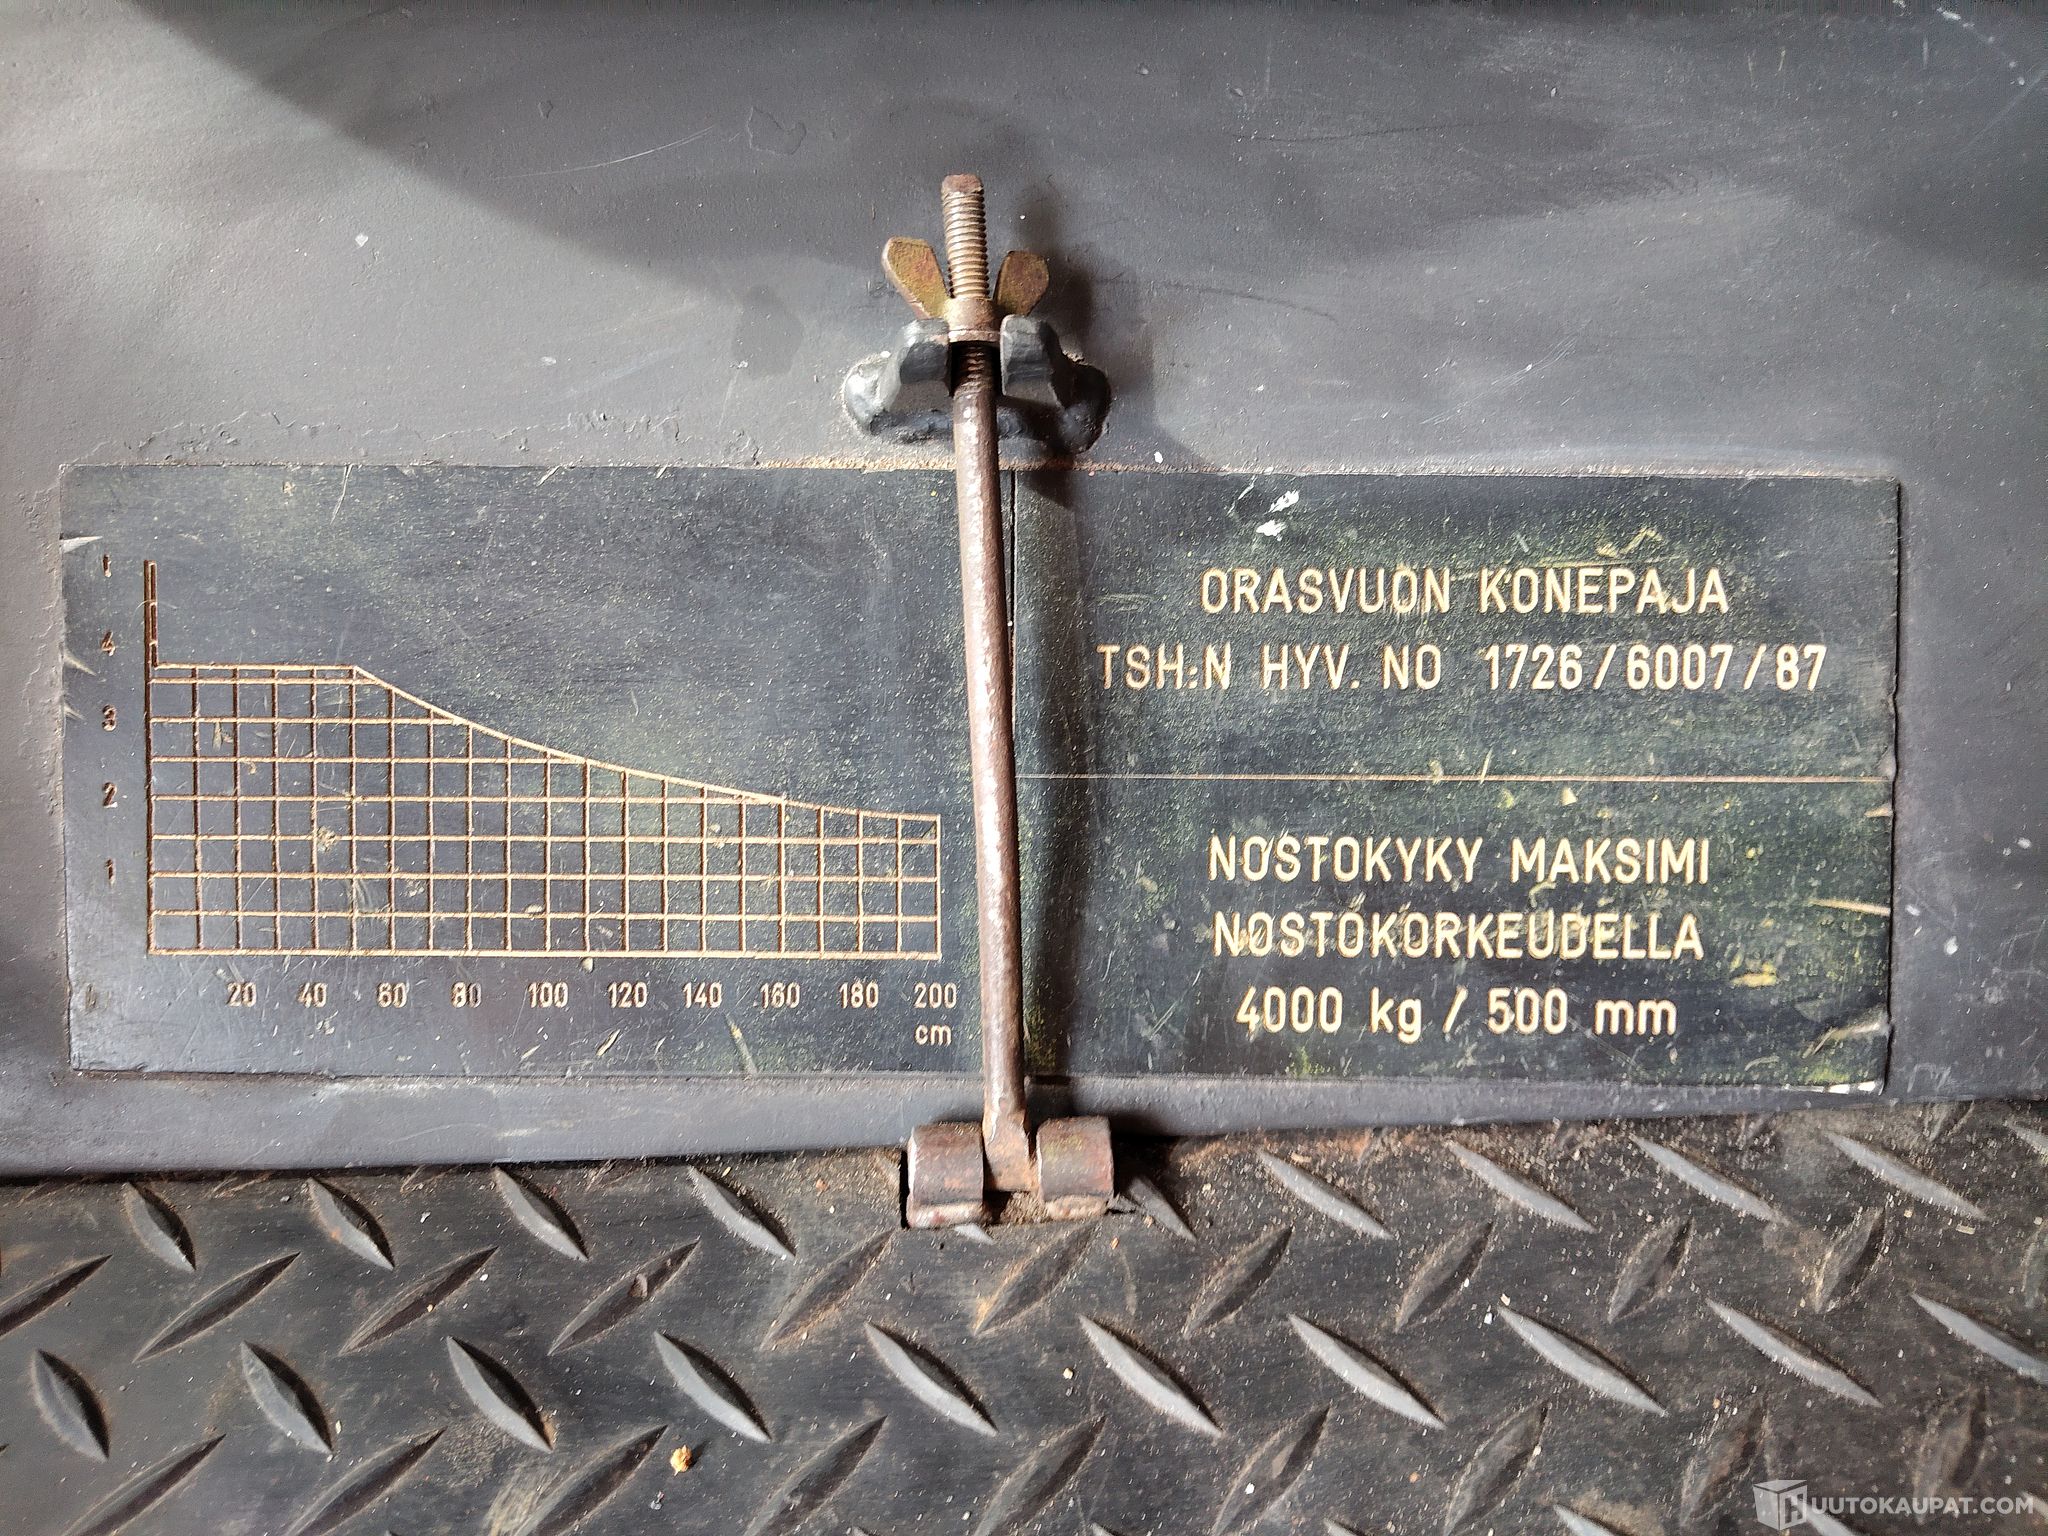 t
4
3
2
1
20 40 60 80 100 120 140 160 180 200
cm
ORASVUON KONEPAJA
TSH:N HYV. NO 1726/6007/87
NOSTOKYKY MAKSIMI
NOSTOKORKEUDELLA
4000 kg / 500 mm
HUUTOKAUPAT.COM